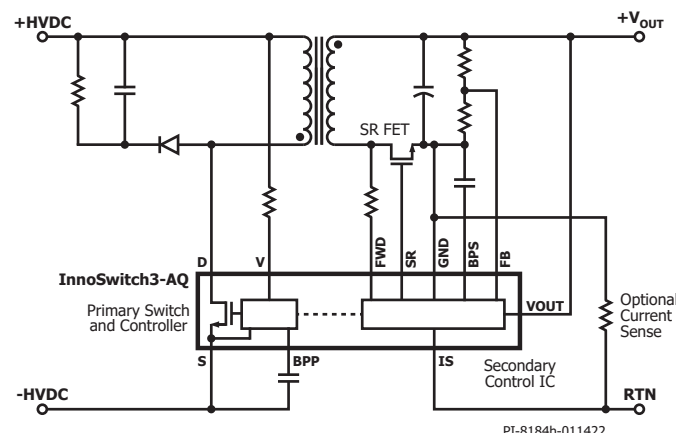 +HVDC
+VOUT
SR FET
D
V
FWD
SR
GND
BPS
FB
InnoSwitch3-AQ
VOUT
Primary Switch
and Controller
Optional
Current
Sense
S
BPP
IS
Secondary
Control IC
-HVDC
RTN
PI-8184h-011422